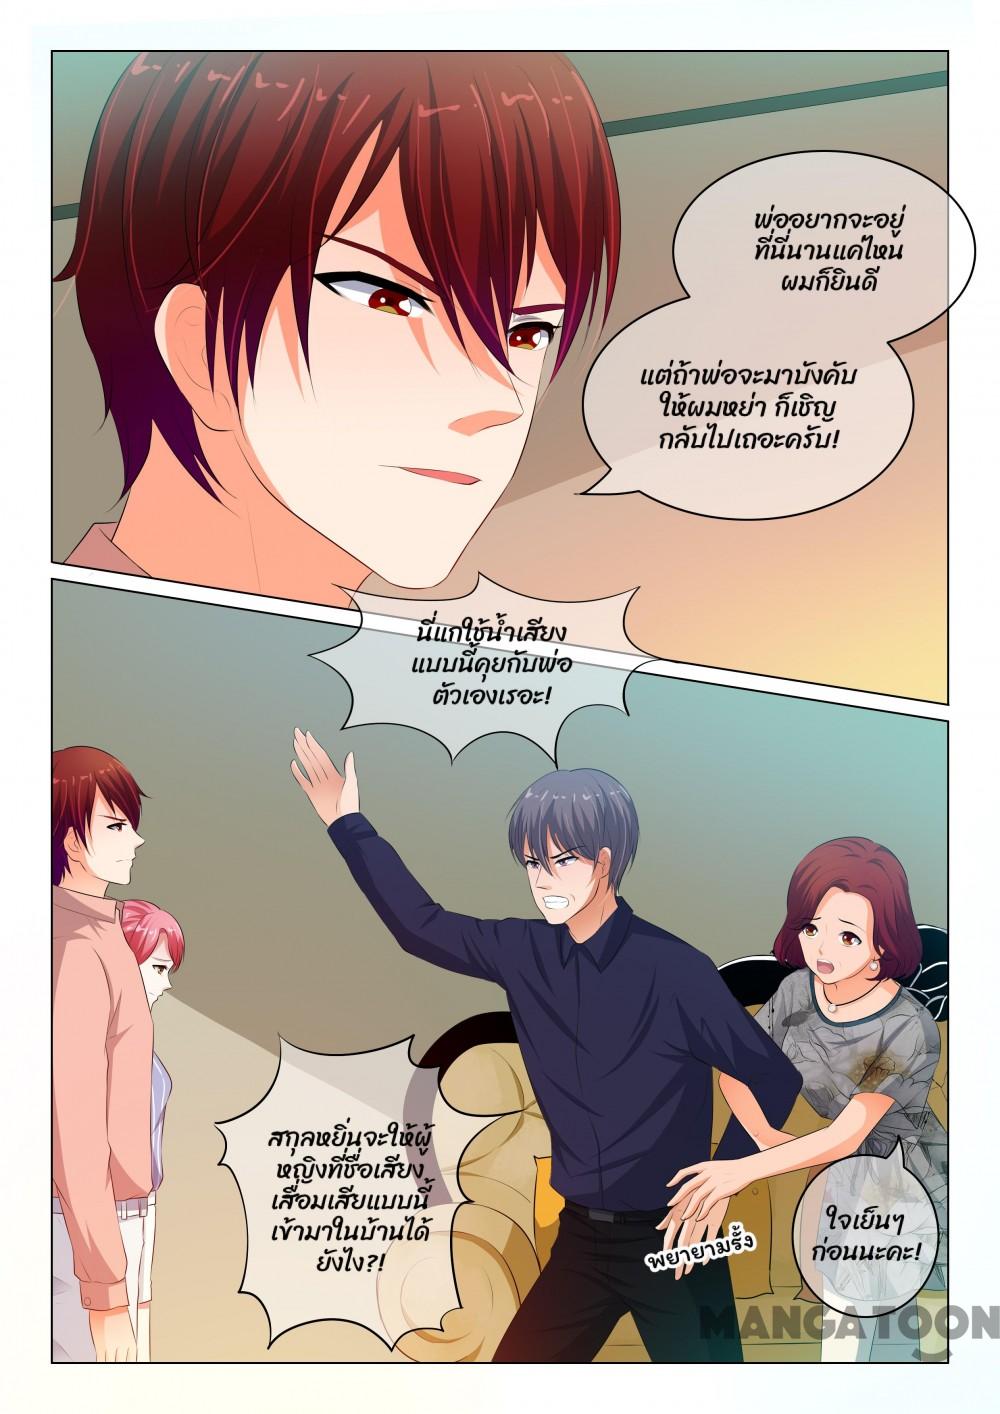 พ่ออยากจะอยู่
ที่นี่นานแค่ไหน
ผมก็ยินดี
แต่ถ้าพ่อจะมาบังคับ
ให้ผมหย่า ก็เชิญ
กลับไปเถอะครับ!
นี่แกใช้น้ำเสียง
แบบนี้คุยกับพ่อ
ตัวเองเรอะ!
สกุลหยิ่นจะให้ผู้
หญิงที่ชื่อเสียง
เสื่อมเสียแบบนี้
เข้ามาในบ้านได้
ยังไง?!
พยายามรั้ง
ใจเย็นๆ
ก่อนนะคะ!
MANGATOON